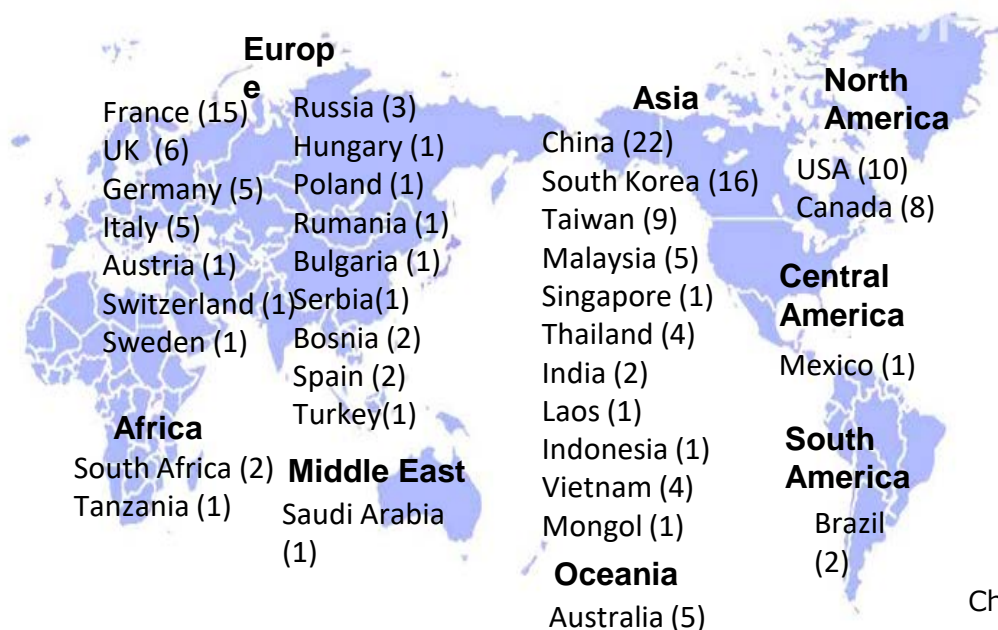 Europ
e
France (15)
UK  (6)
Germany (5)
Italy (5)
Austria (1)
Switzerland (1)
Sweden (1)
Russia (3)
Hungary (1)
Poland (1)
Rumania (1)
Bulgaria (1)
Serbia(1)
Bosnia (2)
Spain (2)
Turkey(1)
Africa
South Africa (2)
Tanzania (1)
Middle East
Saudi Arabia
(1)
Asia
China (22)
South Korea (16)
Taiwan (9)
Malaysia (5)
Singapore (1)
Thailand (4)
India (2)
Laos (1)
Indonesia (1)
Vietnam (4)
Mongol (1)
Oceania
Australia (5)
North
America
USA (10)
Canada (8)
Central
America
Mexico (1)
South
America
Brazil
(2)
Ch